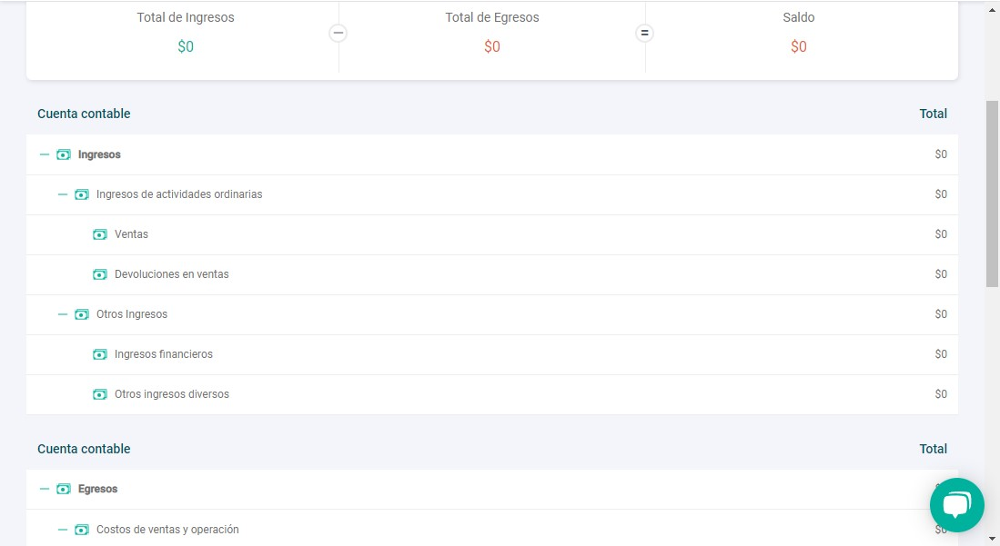 Total de Ingresos
$0
−
Total de Egresos
$0
=
Saldo
$0
Cuenta contable Total
Ingresos $0
Ingresos de actividades ordinarias $0
Ventas $0
Devoluciones en ventas $0
Otros Ingresos $0
Ingresos financieros $0
Otros ingresos diversos $0
Cuenta contable Total
Egresos
Costos de ventas y operación $0